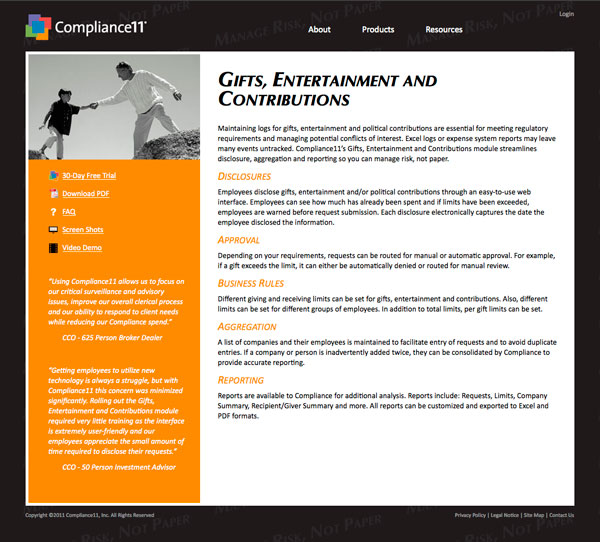 Compliance11
Login
About
Products
Resources
MANAGE RISK, NOT PAPER
30-Day Free Trial
Download PDF
FAQ
Screen Shots
Video Demo
"Using Compliance11 allows us to focus on
our critical surveillance and advisory
issues, improve our overall clerical process
and our ability to respond to client needs
while reducing our Compliance spend."
CCO - 625 Person Broker Dealer
"Getting employees to utilize new
technology is always a struggle, but with
Compliance11 this concern was minimized
significantly. Rolling out the Gifts,
Entertainment and Contributions module
required very little training as the interface
is extremely user-friendly and our
employees appreciate the small amount of
time required to disclose their requests."
CCO - 50 Person Investment Advisor
GIFTS, ENTERTAINMENT AND
CONTRIBUTIONS
Maintaining logs for gifts, entertainment and political contributions are essential for meeting regulatory
requirements and managing potential conflicts of interest. Excel logs or expense system reports may leave
many events untracked. Compliance11's Gifts, Entertainment and Contributions module streamlines
disclosure, aggregation and reporting so you can manage risk, not paper.
DISCLOSURES
Employees disclose gifts, entertainment and/or political contributions through an easy-to-use web
interface. Employees can see how much has already been spent and if limits have been exceeded,
employees are warned before request submission. Each disclosure electronically captures the date the
employee disclosed the information.
APPROVAL
Depending on your requirements, requests can be routed for manual or automatic approval. For example,
if a gift exceeds the limit, it can either be automatically denied or routed for manual review.
BUSINESS RULES
Different giving and receiving limits can be set for gifts, entertainment and contributions. Also, different
limits can be set for different groups of employees. In addition to total limits, per gift limits can be set.
AGGREGATION
A list of companies and their employees is maintained to facilitate entry of requests and to avoid duplicate
entries. If a company or person is inadvertently added twice, they can be consolidated by Compliance to
provide accurate reporting.
REPORTING
Reports are available to Compliance for additional analysis. Reports include: Requests, Limits, Company
Summary, Recipient/Giver Summary and more. All reports can be customized and exported to Excel and
PDF formats.
Copyright ©2011 Compliance11, Inc. All Rights Reserved
Privacy Policy | Legal Notice | Site Map | Contact Us